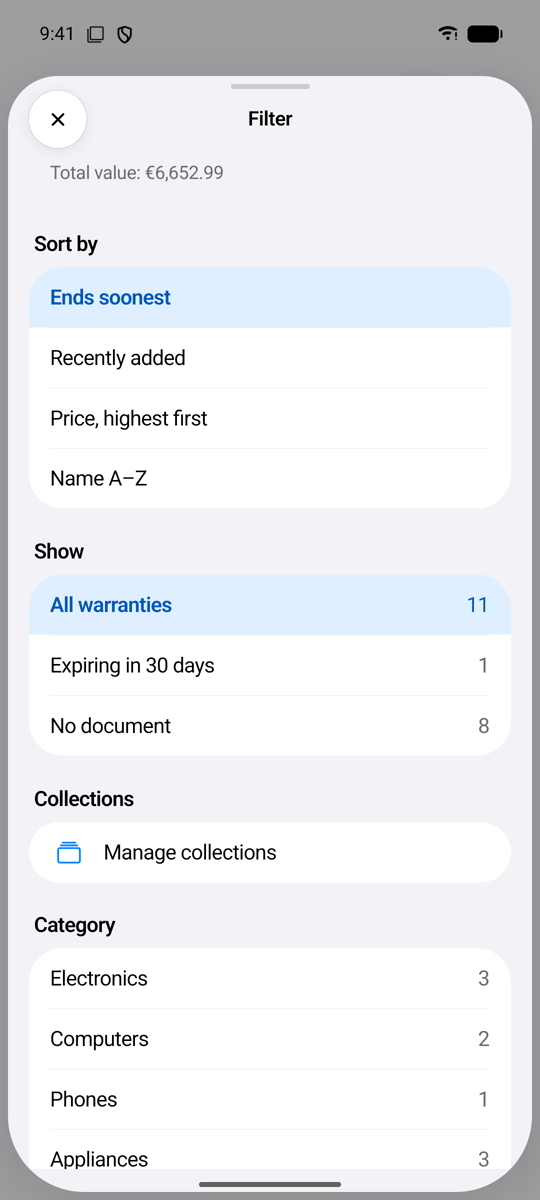 9:41
Filter
Total value: €6,652.99
Sort by
Ends soonest
Recently added
Price, highest first
Name A–Z
Show
All warranties 11
Expiring in 30 days 1
No document 8
Collections
Manage collections
Category
Electronics 3
Computers 2
Phones 1
Appliances 3